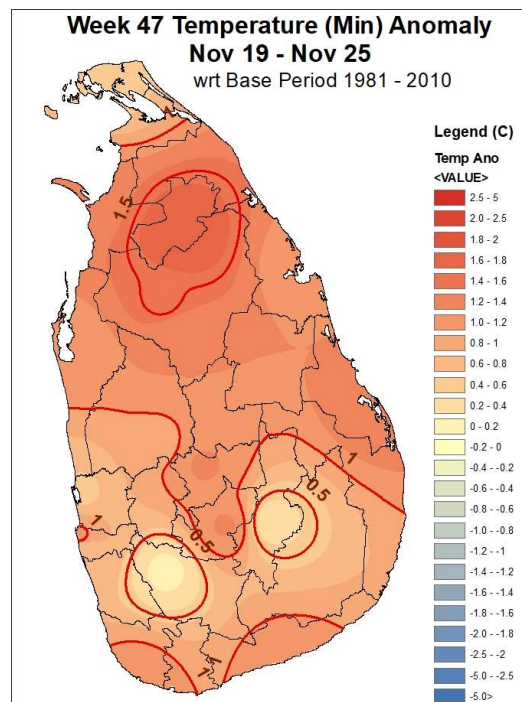 Week 47 Temperature (Min) Anomaly
Nov 19 - Nov 25
wrt Base Period 1981 - 2010
Legend (C)
Temp Ano
<VALUE>
2.5 - 5
2.0 - 2.5
1.8 - 2
1.6 - 1.8
1.4 - 1.6
1.2 - 1.4
1.0 - 1.2
0.8 - 1
0.6 - 0.8
0.4 - 0.6
0.2 - 0.4
0 - 0.2
-0.2 - 0
-0.4 - -0.2
-0.6 - -0.4
-0.8 - -0.6
-1.0 - -0.8
-1.2 - -1
-1.4 - -1.2
-1.6 - -1.4
-1.8 - -1.6
-2.0 - -1.8
-2.5 - -2
-5.0 - -2.5
-5.0>
1
1.5
1
0.5
1
0.5
1
1